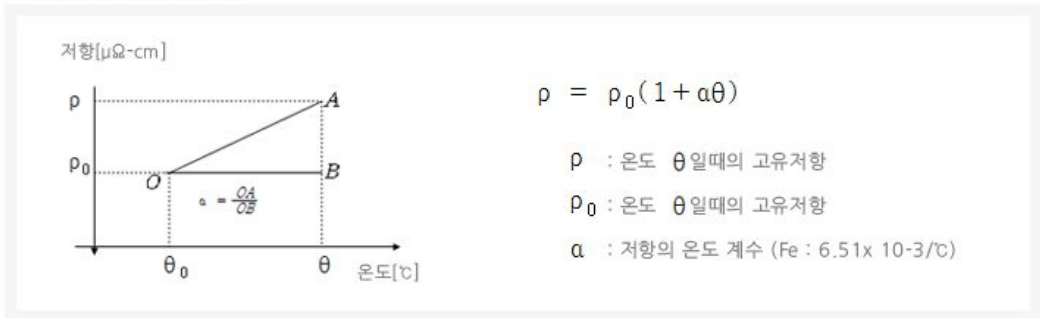 저항[μΩ-cm]
ρ
A
ρ = ρ₀(1+αθ)
ρ₀
O
B
α = OA/OB
ρ : 온도 θ일때의 고유저항
ρ₀ : 온도 θ일때의 고유저항
α : 저항의 온도 계수 (Fe : 6.51x 10-3/℃)
θ₀
θ
온도[℃]